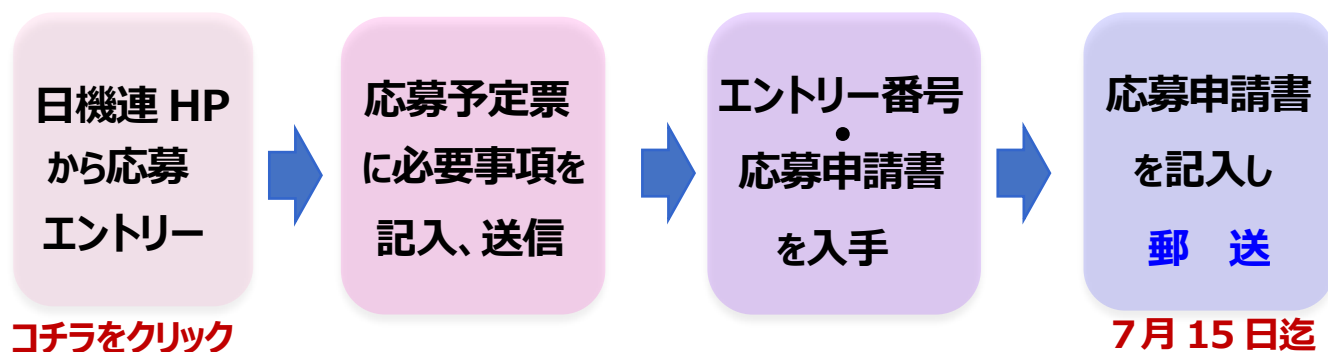 日機連 HP
から応募
エントリー
コチラをクリック
応募予定票
に必要事項を
記入、送信
エントリー番号
・
応募申請書
を入手
応募申請書
を記入し
郵　送
7月 15 日迄